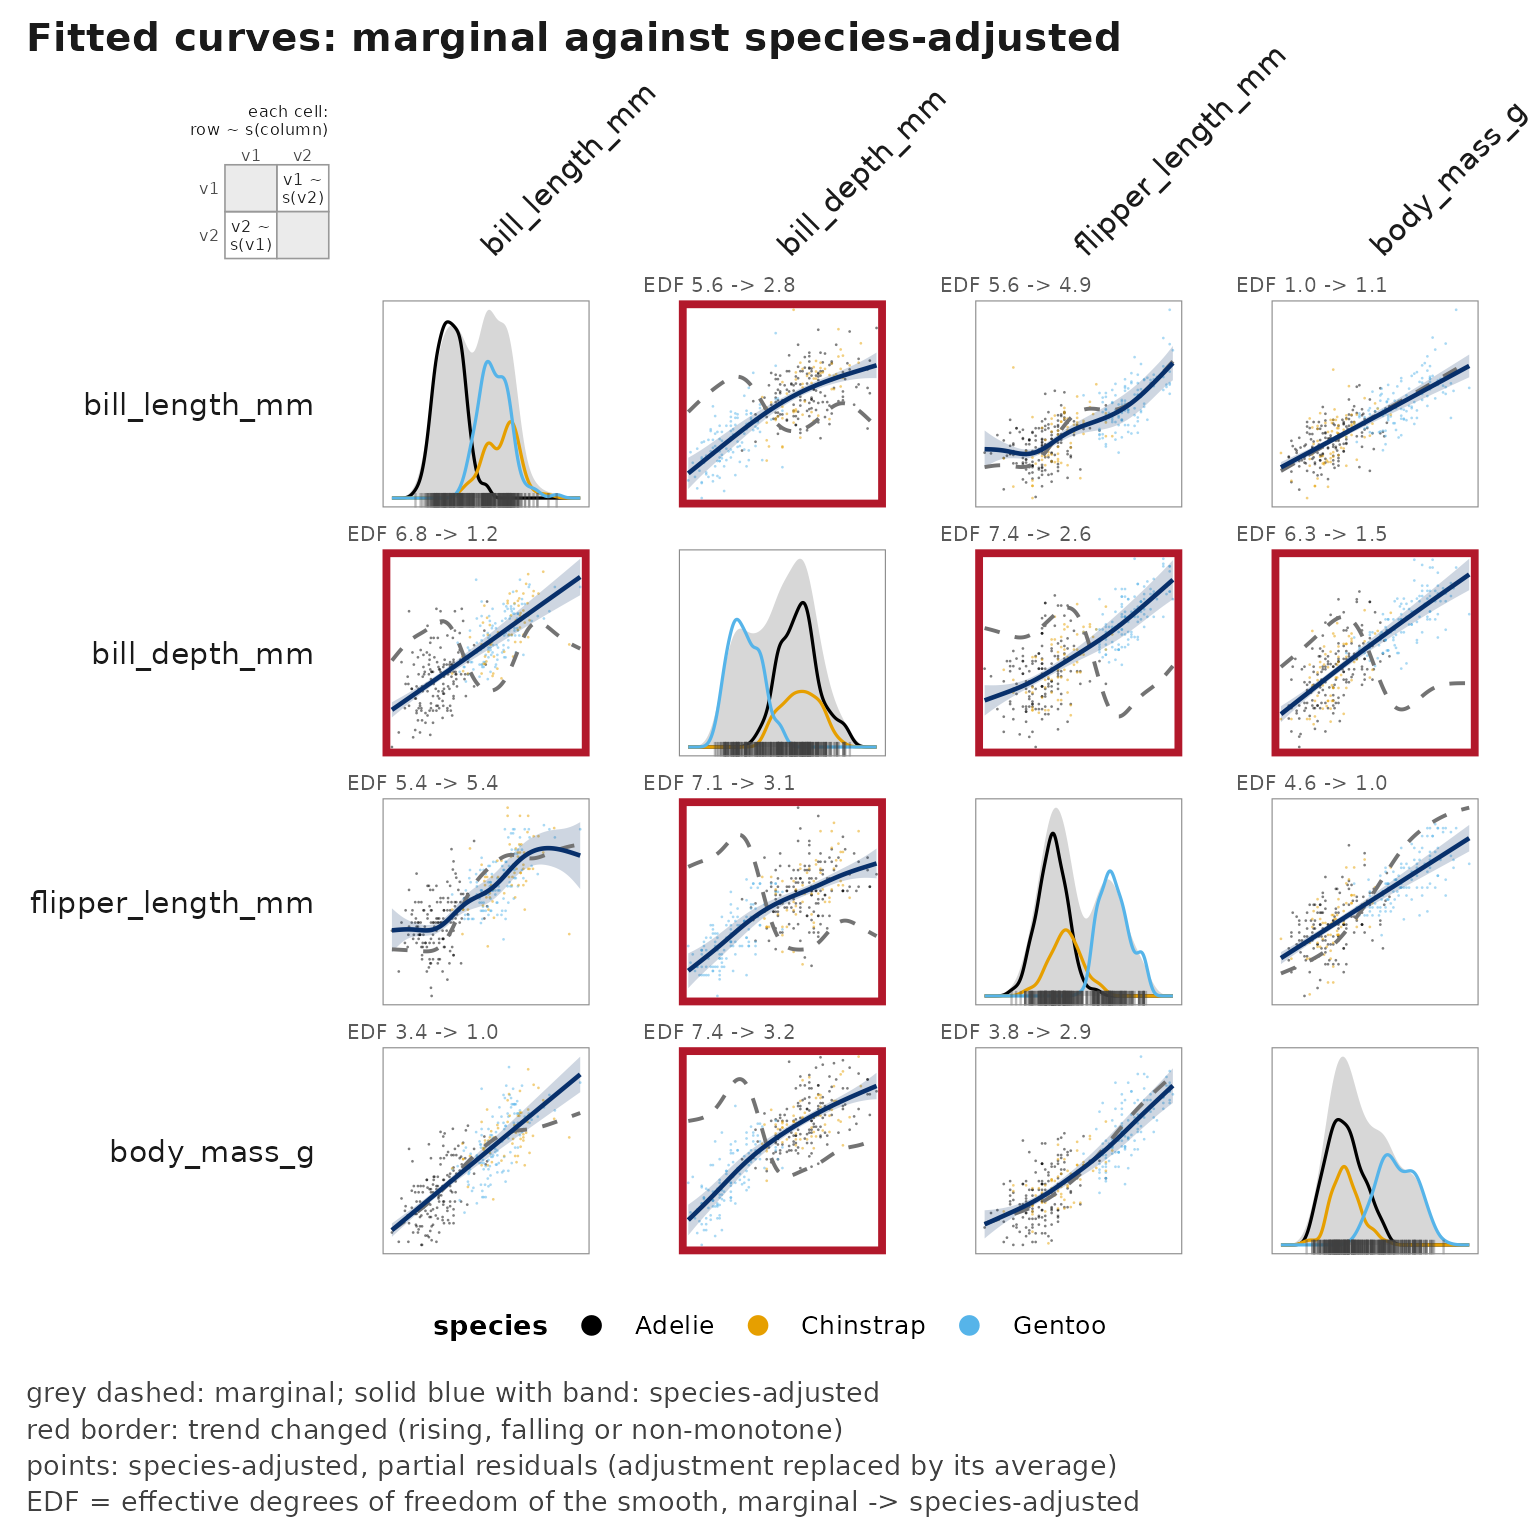 Fitted curves: marginal against species-adjusted
each cell:
row ~ s(column)
v1 v2
v1
v1 ~
s(v2)
v2
v2 ~
s(v1)
bill_length_mm
bill_depth_mm
flipper_length_mm
body_mass_g
EDF 5.6 -> 2.8
EDF 5.6 -> 4.9
EDF 1.0 -> 1.1
bill_length_mm
EDF 6.8 -> 1.2
EDF 7.4 -> 2.6
EDF 6.3 -> 1.5
bill_depth_mm
EDF 5.4 -> 5.4
EDF 7.1 -> 3.1
EDF 4.6 -> 1.0
flipper_length_mm
EDF 3.4 -> 1.0
EDF 7.4 -> 3.2
EDF 3.8 -> 2.9
body_mass_g
species Adelie Chinstrap Gentoo
grey dashed: marginal; solid blue with band: species-adjusted
red border: trend changed (rising, falling or non-monotone)
points: species-adjusted, partial residuals (adjustment replaced by its average)
EDF = effective degrees of freedom of the smooth, marginal -> species-adjusted